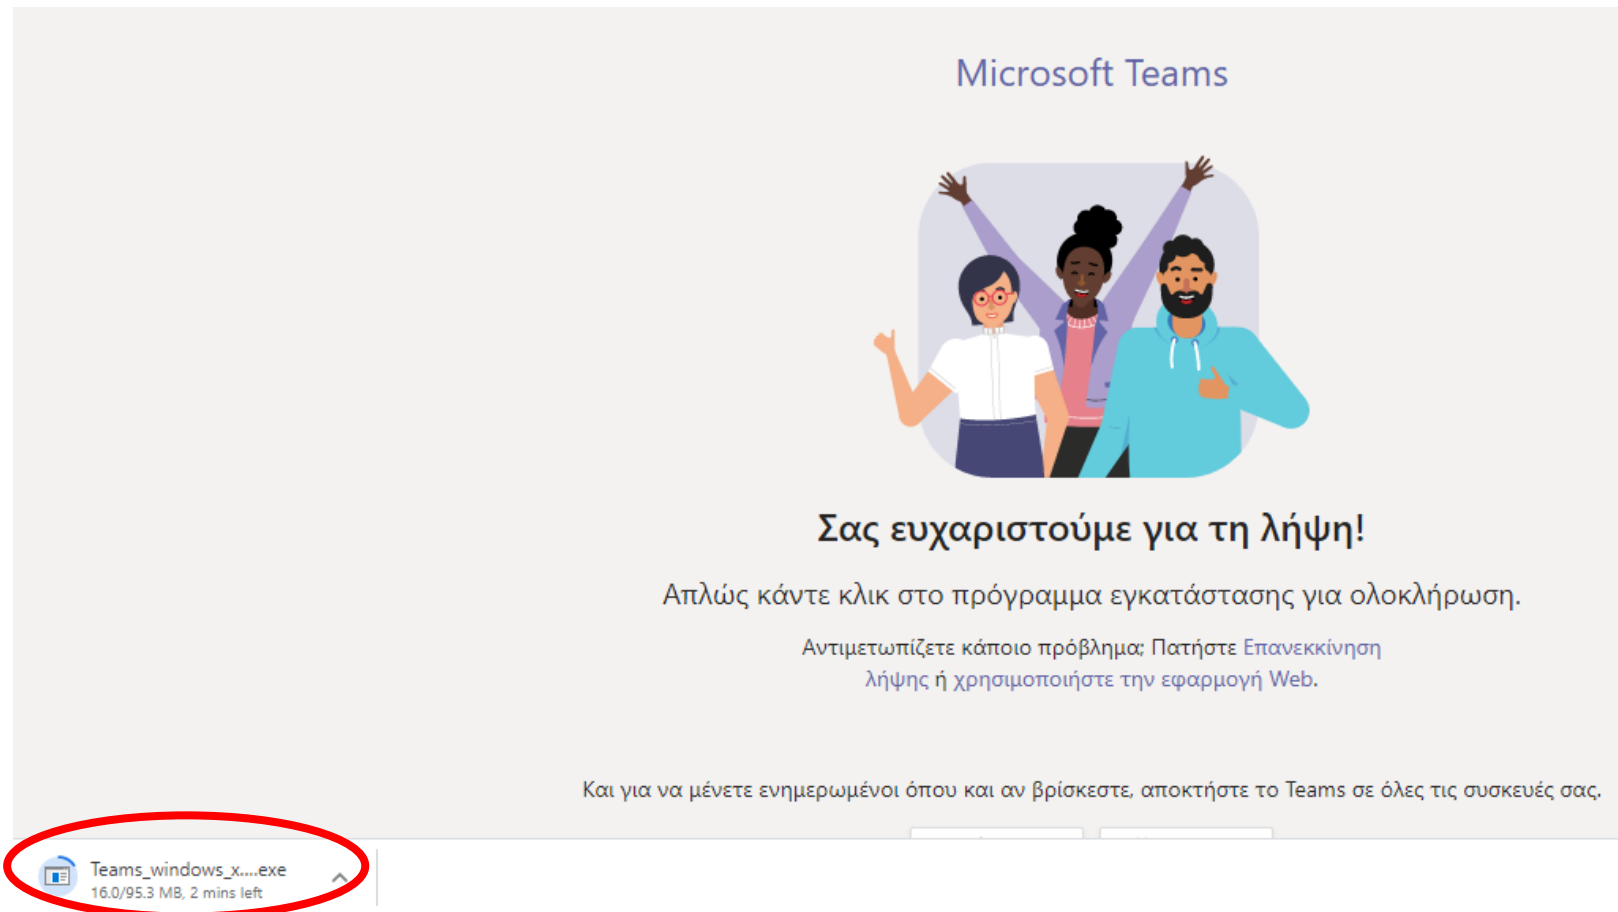 Microsoft Teams
Σας ευχαριστούμε για τη λήψη!
Απλώς κάντε κλικ στο πρόγραμμα εγκατάστασης για ολοκλήρωση.
Αντιμετωπίζετε κάποιο πρόβλημα; Πατήστε Επανεκκίνηση
λήψης ή χρησιμοποιήστε την εφαρμογή Web.
Και για να μένετε ενημερωμένοι όπου και αν βρίσκεστε, αποκτήστε το Teams σε όλες τις συσκευές σας.
Teams_windows_x....exe
16.0/95.3 MB, 2 mins left